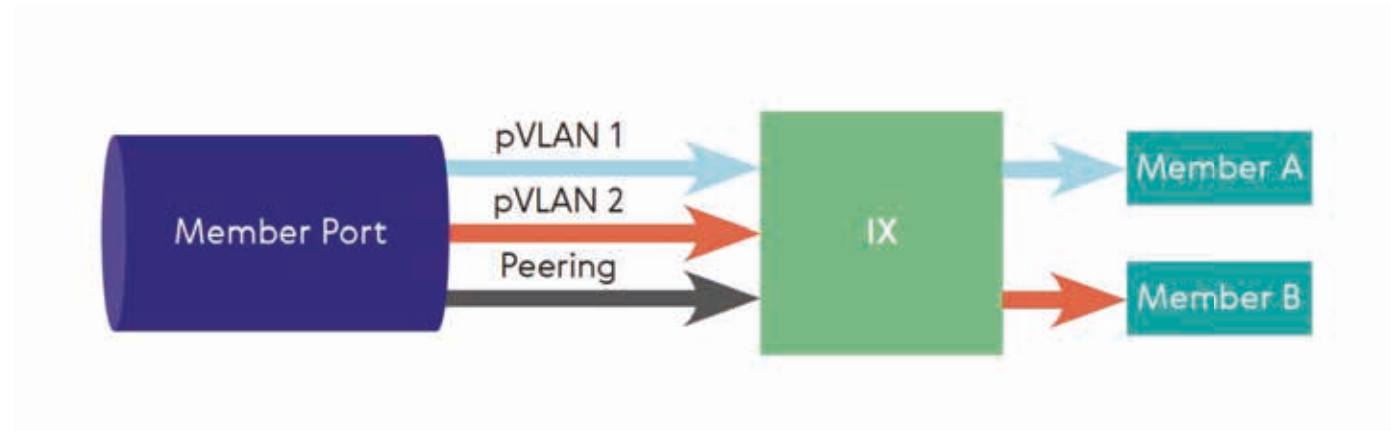 pVLAN 1
pVLAN 2
Peering
Member Port
IX
Member A
Member B